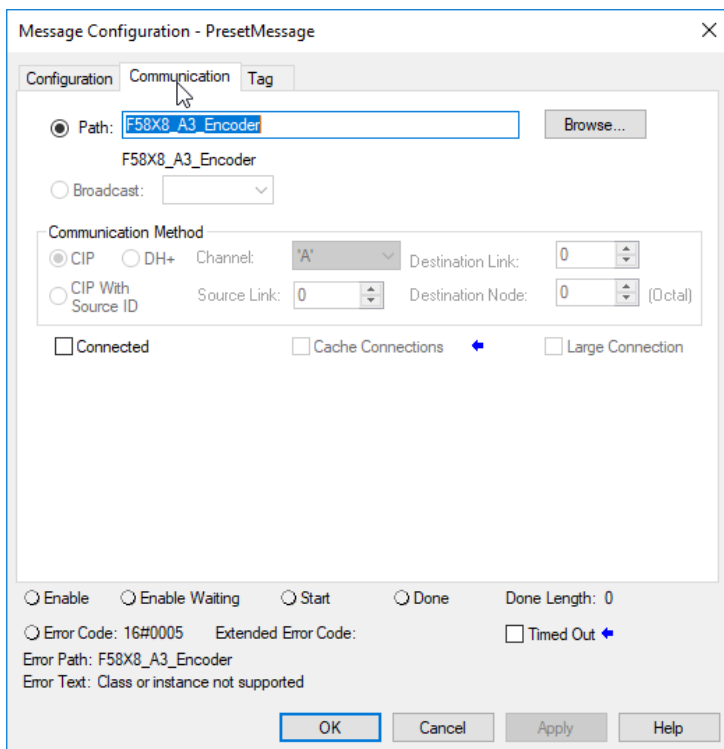 Message Configuration - PresetMessage
Configuration Communication Tag
Path: F58X8_A3_Encoder Browse...
F58X8_A3_Encoder
Broadcast:
Communication Method
CIP DH+ Channel: 'A' Destination Link: 0
CIP With Source ID Source Link: 0 Destination Node: 0 (Octal)
Connected Cache Connections Large Connection
Enable Enable Waiting Start Done Done Length: 0
Error Code: 16#0005 Extended Error Code: Timed Out
Error Path: F58X8_A3_Encoder
Error Text: Class or instance not supported
OK Cancel Apply Help